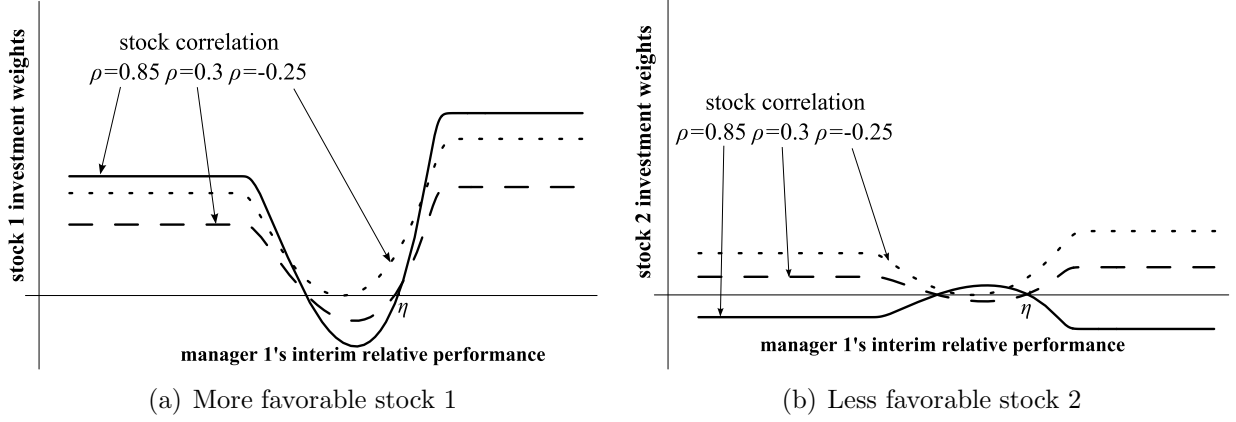 stock 1 investment weights
stock correlation
ρ=0.85 ρ=0.3 ρ=-0.25
η
manager 1's interim relative performance
(a) More favorable stock 1
stock 2 investment weights
stock correlation
ρ=0.85 ρ=0.3 ρ=-0.25
η
manager 1's interim relative performance
(b) Less favorable stock 2